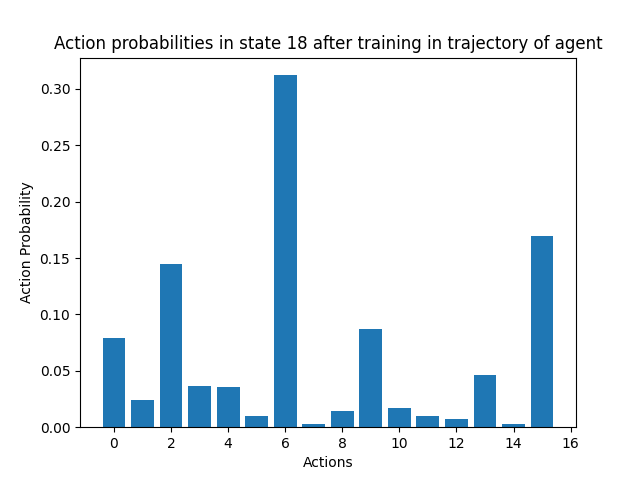 Action probabilities in state 18 after training in trajectory of agent
0.30
0.25
0.20
0.15
0.10
0.05
0.00
Action Probability
0 2 4 6 8 10 12 14 16
Actions